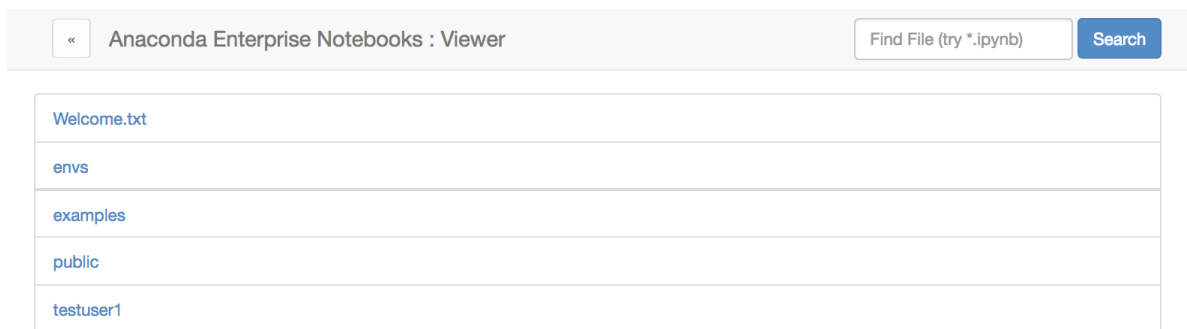 « Anaconda Enterprise Notebooks : Viewer Find File (try *.ipynb) Search
Welcome.txt
envs
examples
public
testuser1